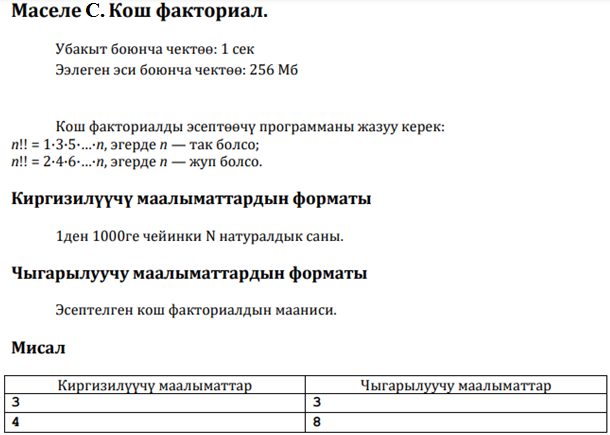 Маселе С. Кош факториал.
Убакыт боюнча чектөө: 1 сек
Ээлеген эси боюнча чектөө: 256 Мб
Кош факториалды эсептөөчү программаны жазуу керек:
n!! = 1·3·5·...·n, эгерде n — так болсо;
n!! = 2·4·6·...·n, эгерде n — жуп болсо.
Киргизилүүчү маалыматтардын форматы
1ден 1000ге чейинки N натуралдык саны.
Чыгарылуучу маалыматтардын форматы
Эсептелген кош факториалдын мааниси.
Мисал
Киргизилүүчү маалыматтар Чыгарылуучу маалыматтар
3 3
4 8